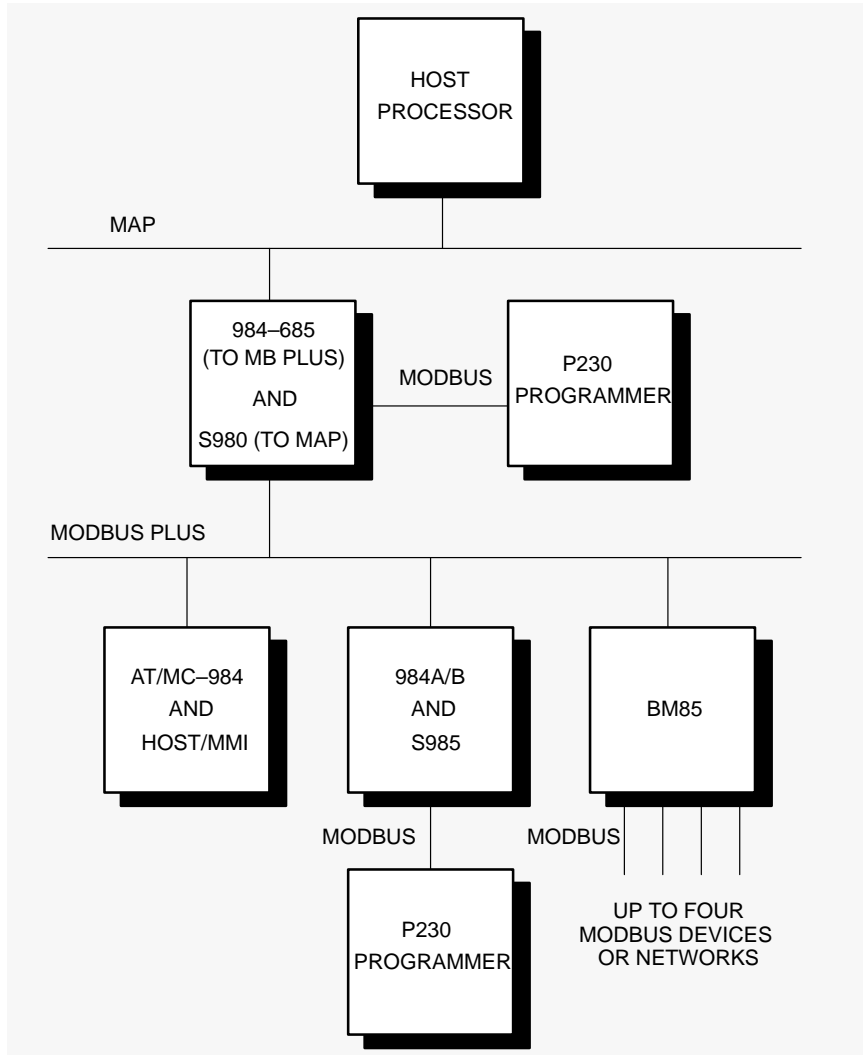 HOST
PROCESSOR
MAP
984–685
(TO MB PLUS)
AND
S980 (TO MAP)
MODBUS
P230
PROGRAMMER
MODBUS PLUS
AT/MC–984
AND
HOST/MMI
984A/B
AND
S985
BM85
MODBUS
MODBUS
P230
PROGRAMMER
UP TO FOUR
MODBUS DEVICES
OR NETWORKS